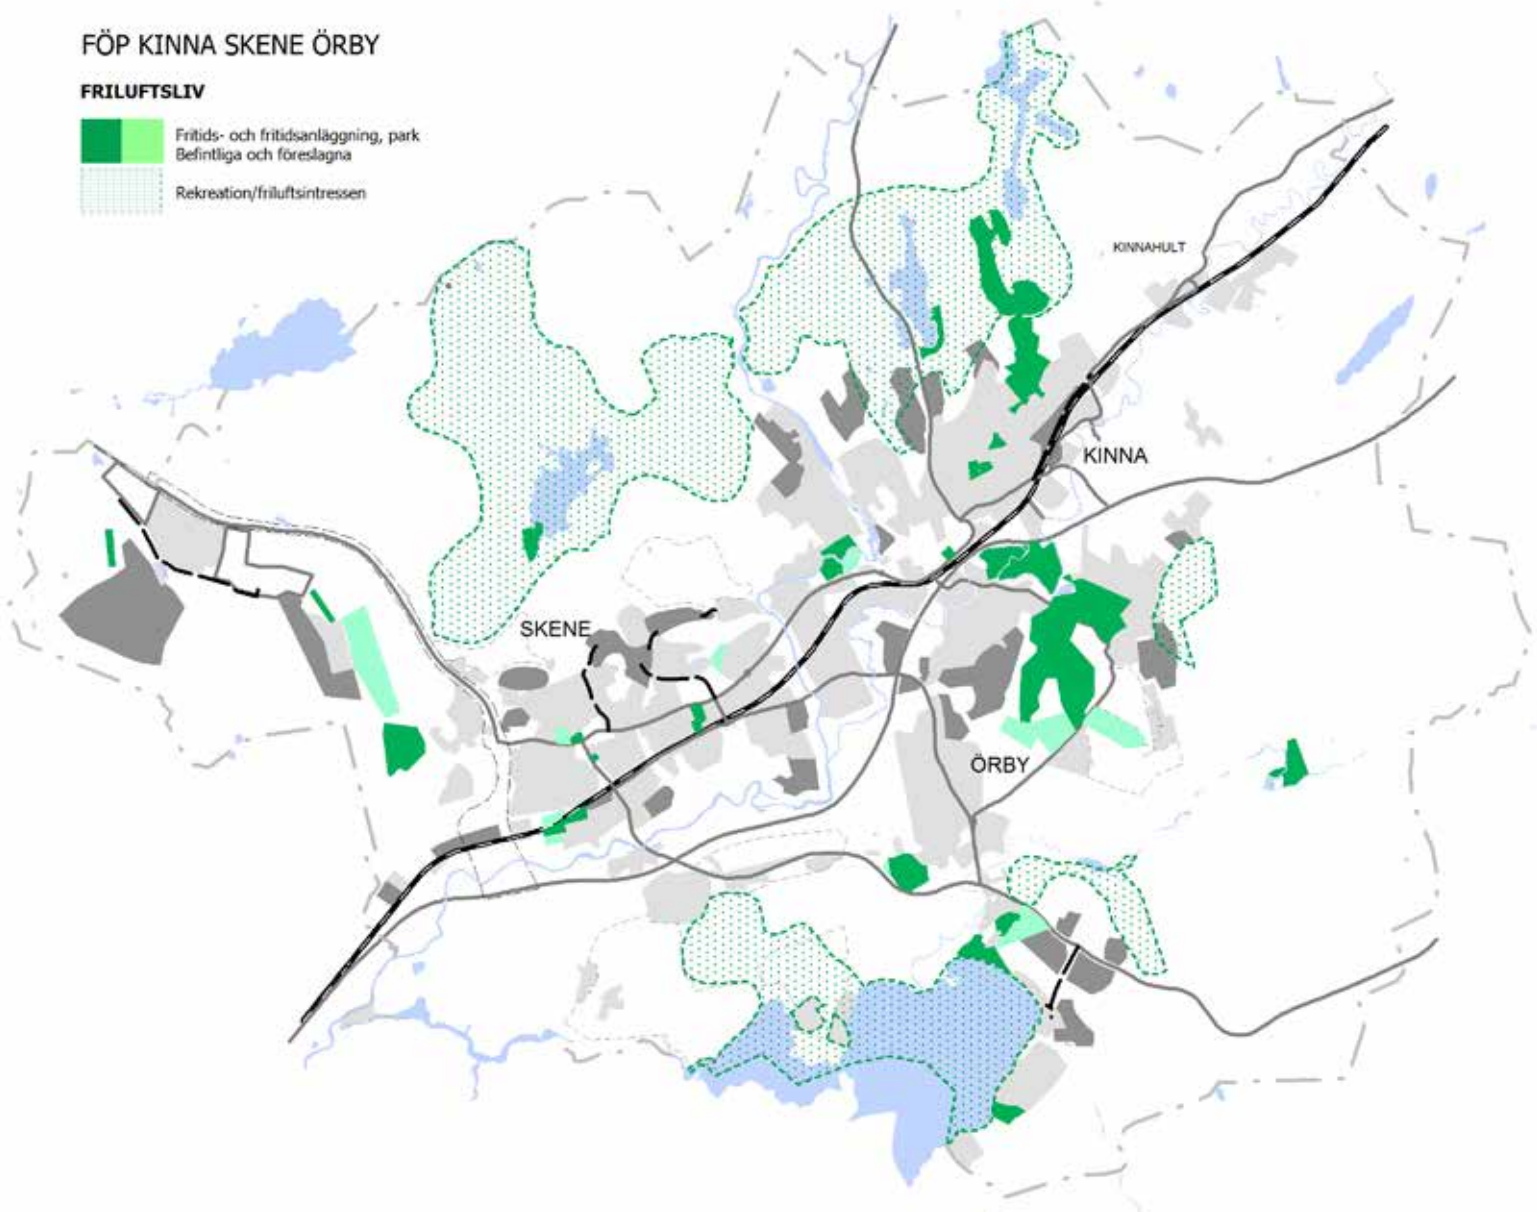 FÖP KINNA SKENE ÖRBY
FRILUFTSLIV
Fritids- och fritidsanläggning, park
Befintliga och föreslagna
Rekreation/friluftsintressen
KINNAHULT
KINNA
SKENE
ÖRBY